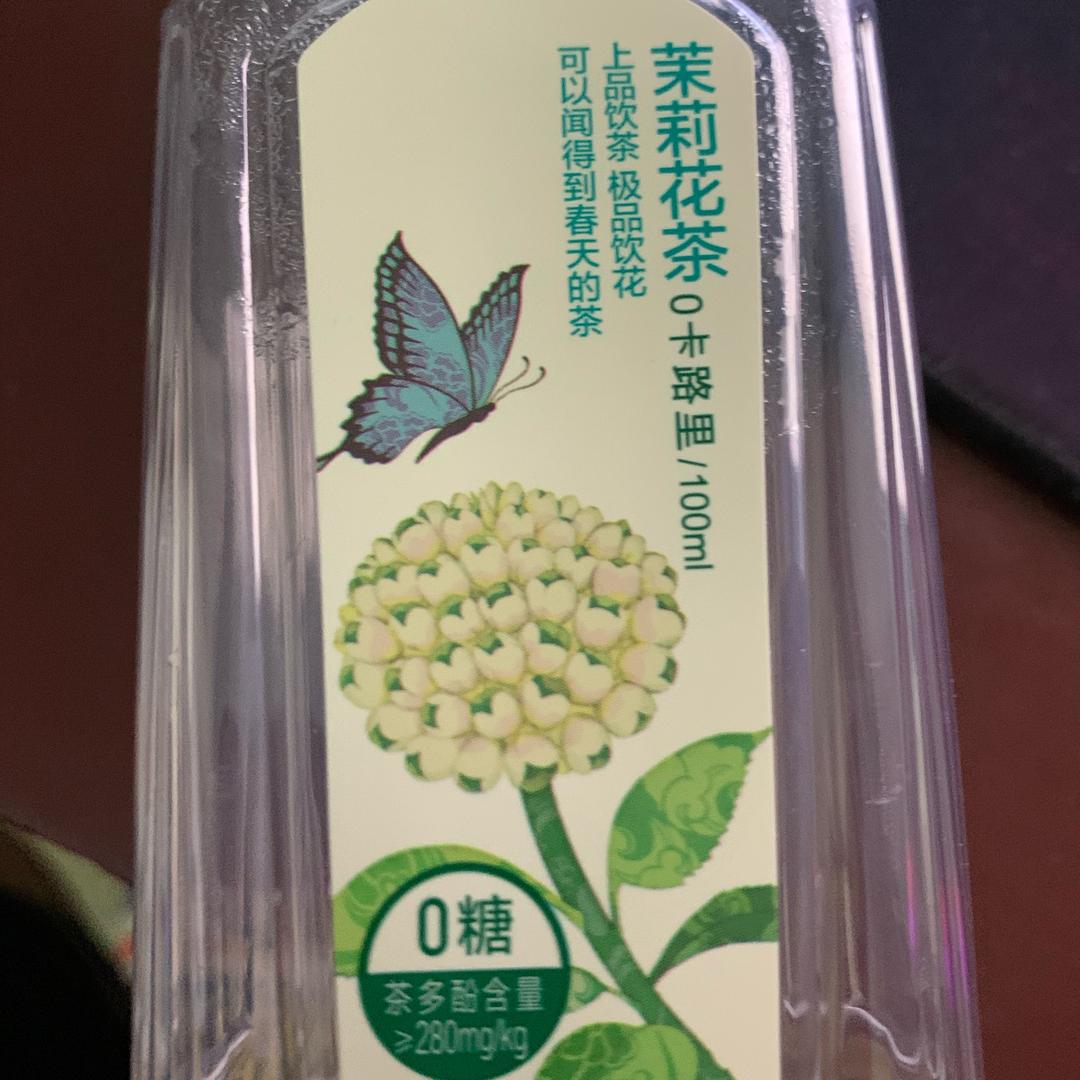 茉莉花茶 0卡路里/100ml
上品饮茶 极品饮花
可以闻得到春天的茶
0糖
茶多酚含量
≥280mg/kg